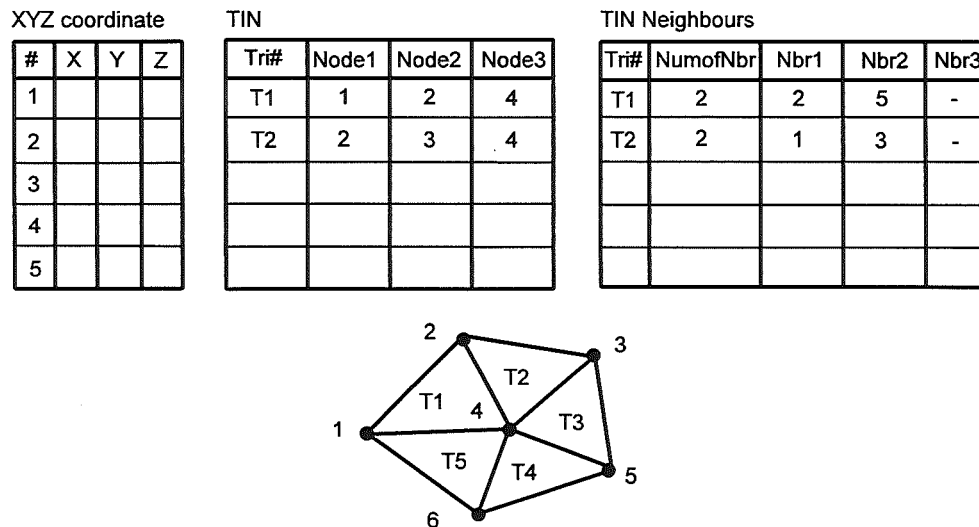 XYZ coordinate
# X Y Z
1
2
3
4
5
TIN
Tri# Node1 Node2 Node3
T1 1 2 4
T2 2 3 4
TIN Neighbours
Tri# NumofNbr Nbr1 Nbr2 Nbr3
T1 2 2 5 -
T2 2 1 3 -
2
3
T2
T1
4
T3
1
T5
T4
5
6